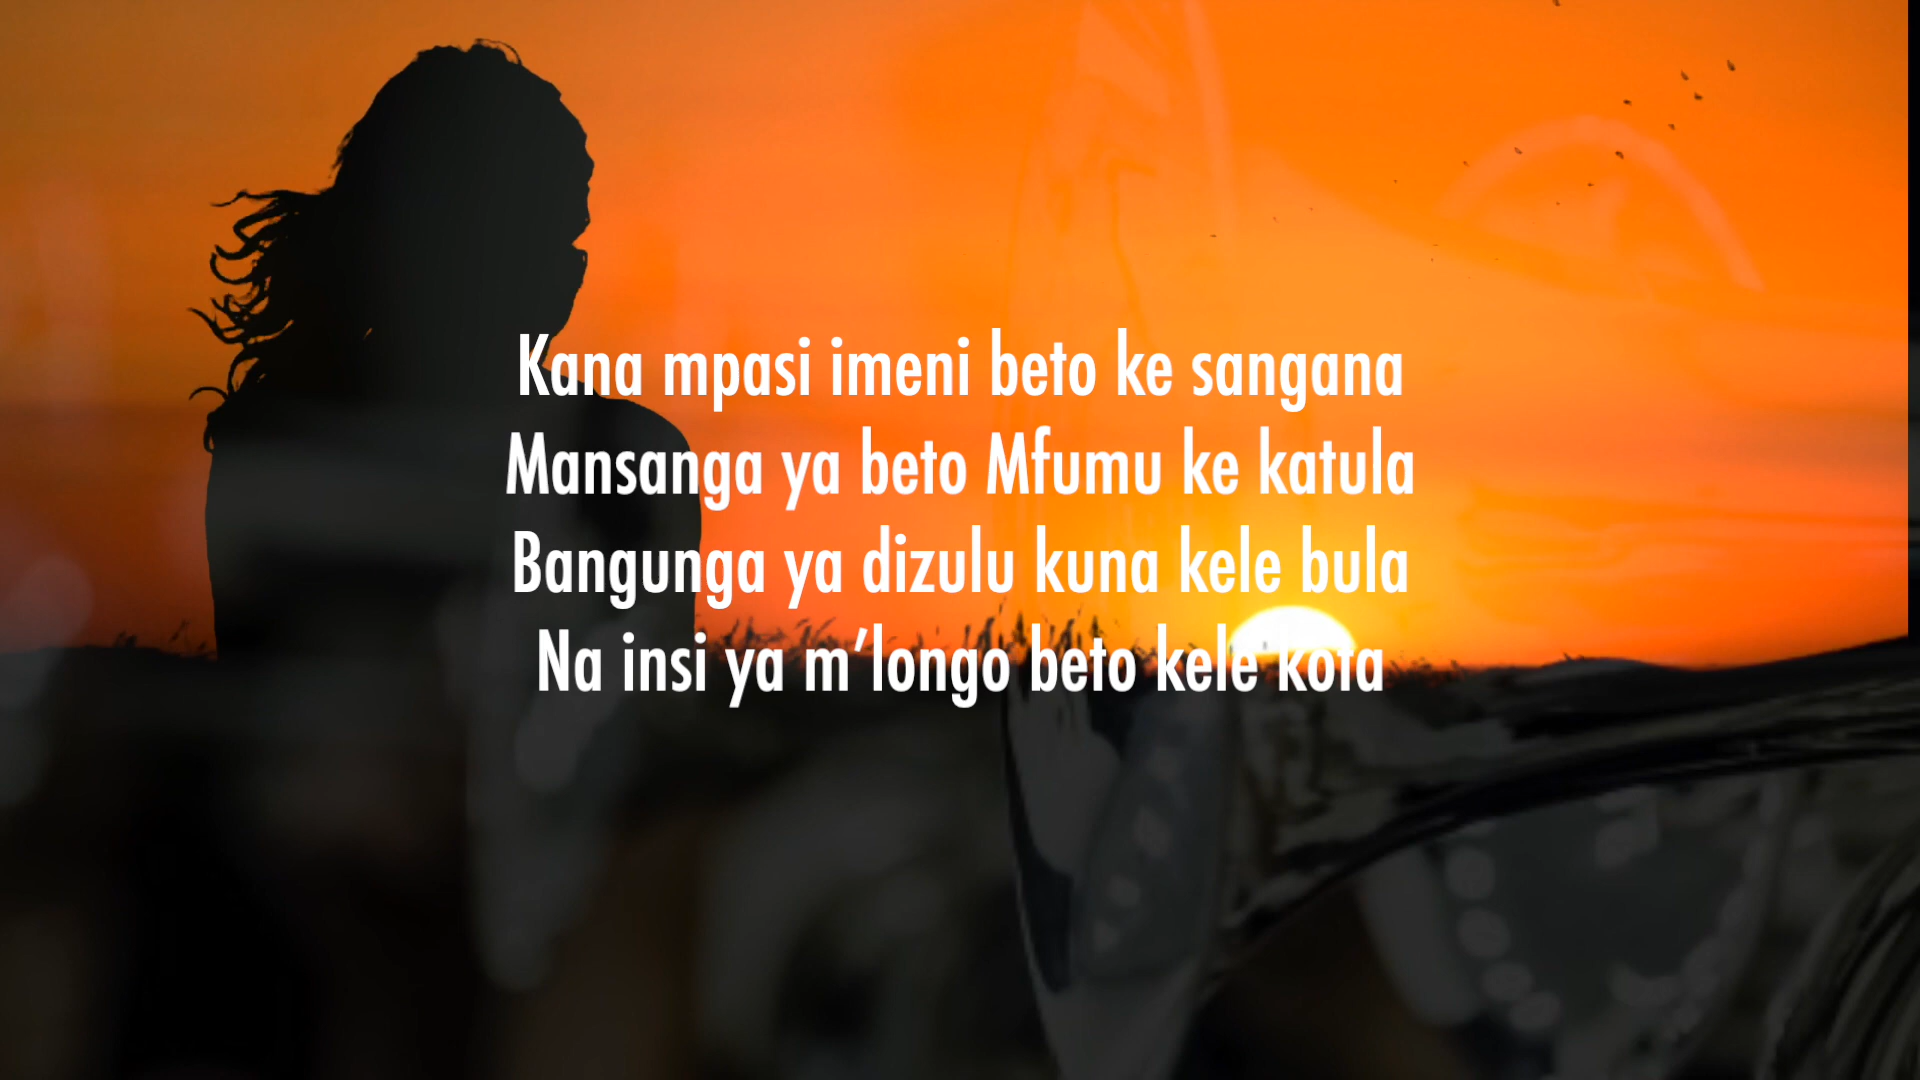 Kana mpasi imeni beto ke sangana
Mansanga ya beto Mfumu ke katula
Bangunga ya dizulu kuna kele bula
Na insi ya m’longo beto kele kota